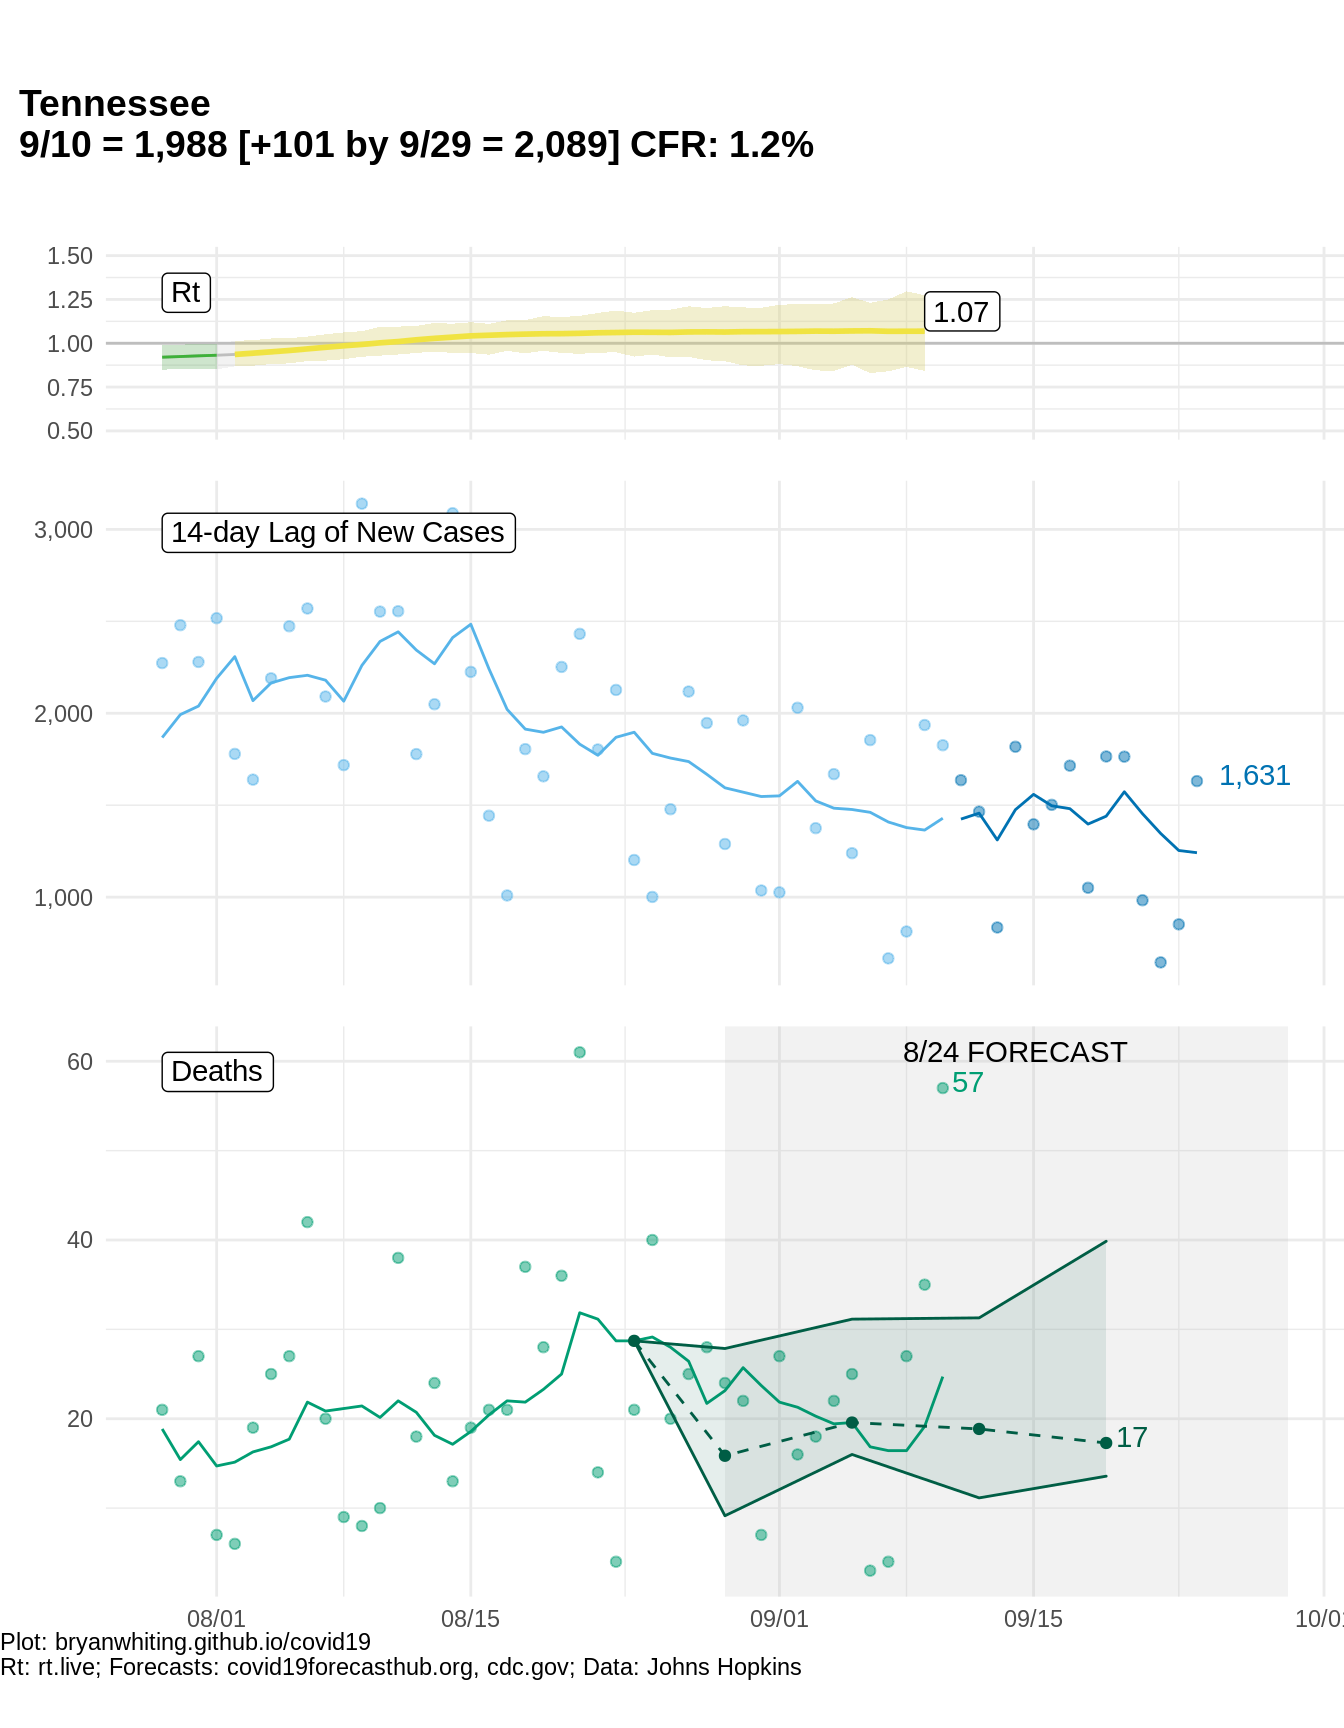 Tennessee
9/10 = 1,988 [+101 by 9/29 = 2,089] CFR: 1.2%
1.50
Rt
1.25
1.07
1.00
0.75
0.50
3,000
14-day Lag of New Cases
2,000
1,631
1,000
8/24 FORECAST
60
Deaths
57
40
20
17
08/01 08/15 09/01 09/15 10/01
Plot: bryanwhiting.github.io/covid19
Rt: rt.live; Forecasts: covid19forecasthub.org, cdc.gov; Data: Johns Hopkins